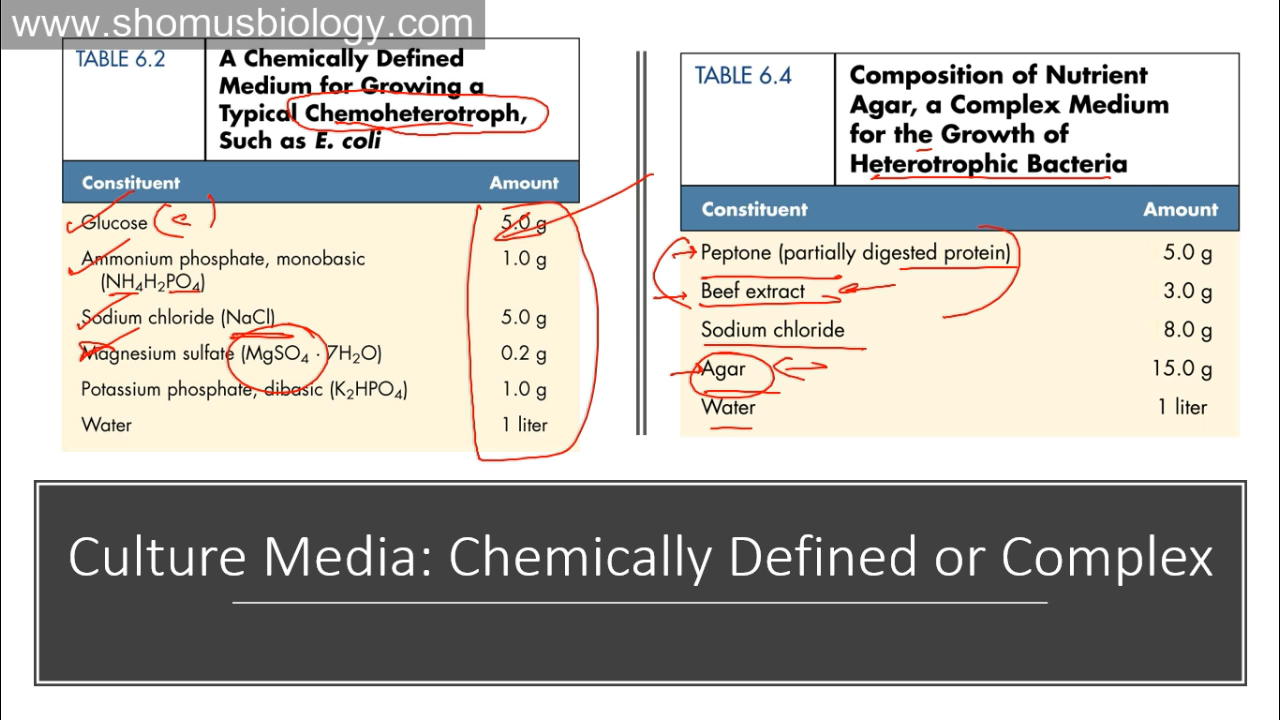 www.shomusbiology.com
TABLE 6.2
A Chemically Defined
Medium for Growing a
Typical Chemoheterotroph,
Such as E. coli
Constituent Amount
Glucose (c) 5.0 g
Ammonium phosphate, monobasic 1.0 g
(NH₄H₂PO₄)
Sodium chloride (NaCl) 5.0 g
Magnesium sulfate (MgSO₄ · 7H₂O) 0.2 g
Potassium phosphate, dibasic (K₂HPO₄) 1.0 g
Water 1 liter
TABLE 6.4
Composition of Nutrient
Agar, a Complex Medium
for the Growth of
Heterotrophic Bacteria
Constituent Amount
Peptone (partially digested protein) 5.0 g
Beef extract 3.0 g
Sodium chloride 8.0 g
Agar 15.0 g
Water 1 liter
Culture Media: Chemically Defined or Complex